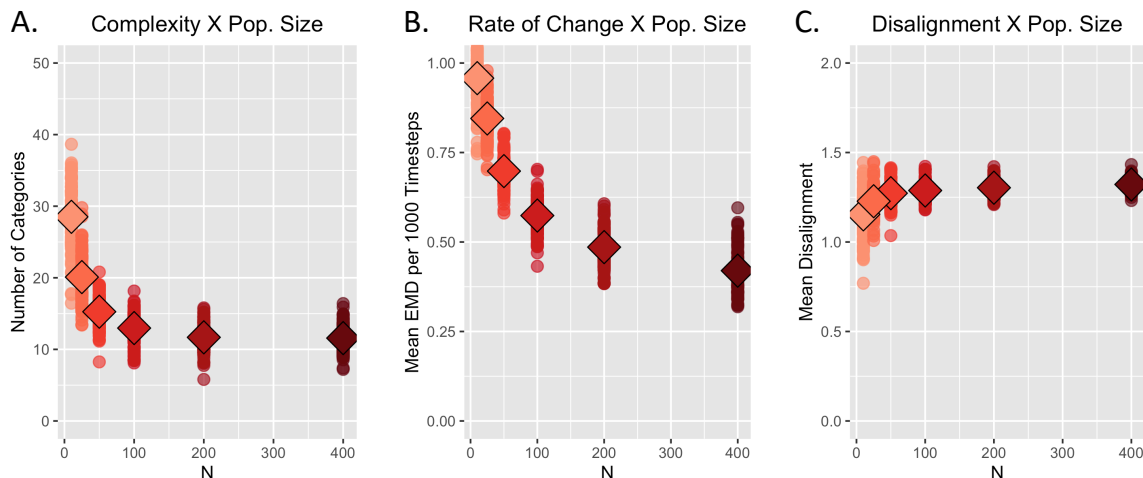 A.
Complexity X Pop. Size
Number of Categories
50
40
30
20
10
0
0
100
200
300
400
N
B.
Rate of Change X Pop. Size
Mean EMD per 1000 Timesteps
1.00
0.75
0.50
0.25
0.00
0
100
200
300
400
N
C.
Disalignment X Pop. Size
Mean Disalignment
2.0
1.5
1.0
0.5
0.0
0
100
200
300
400
N